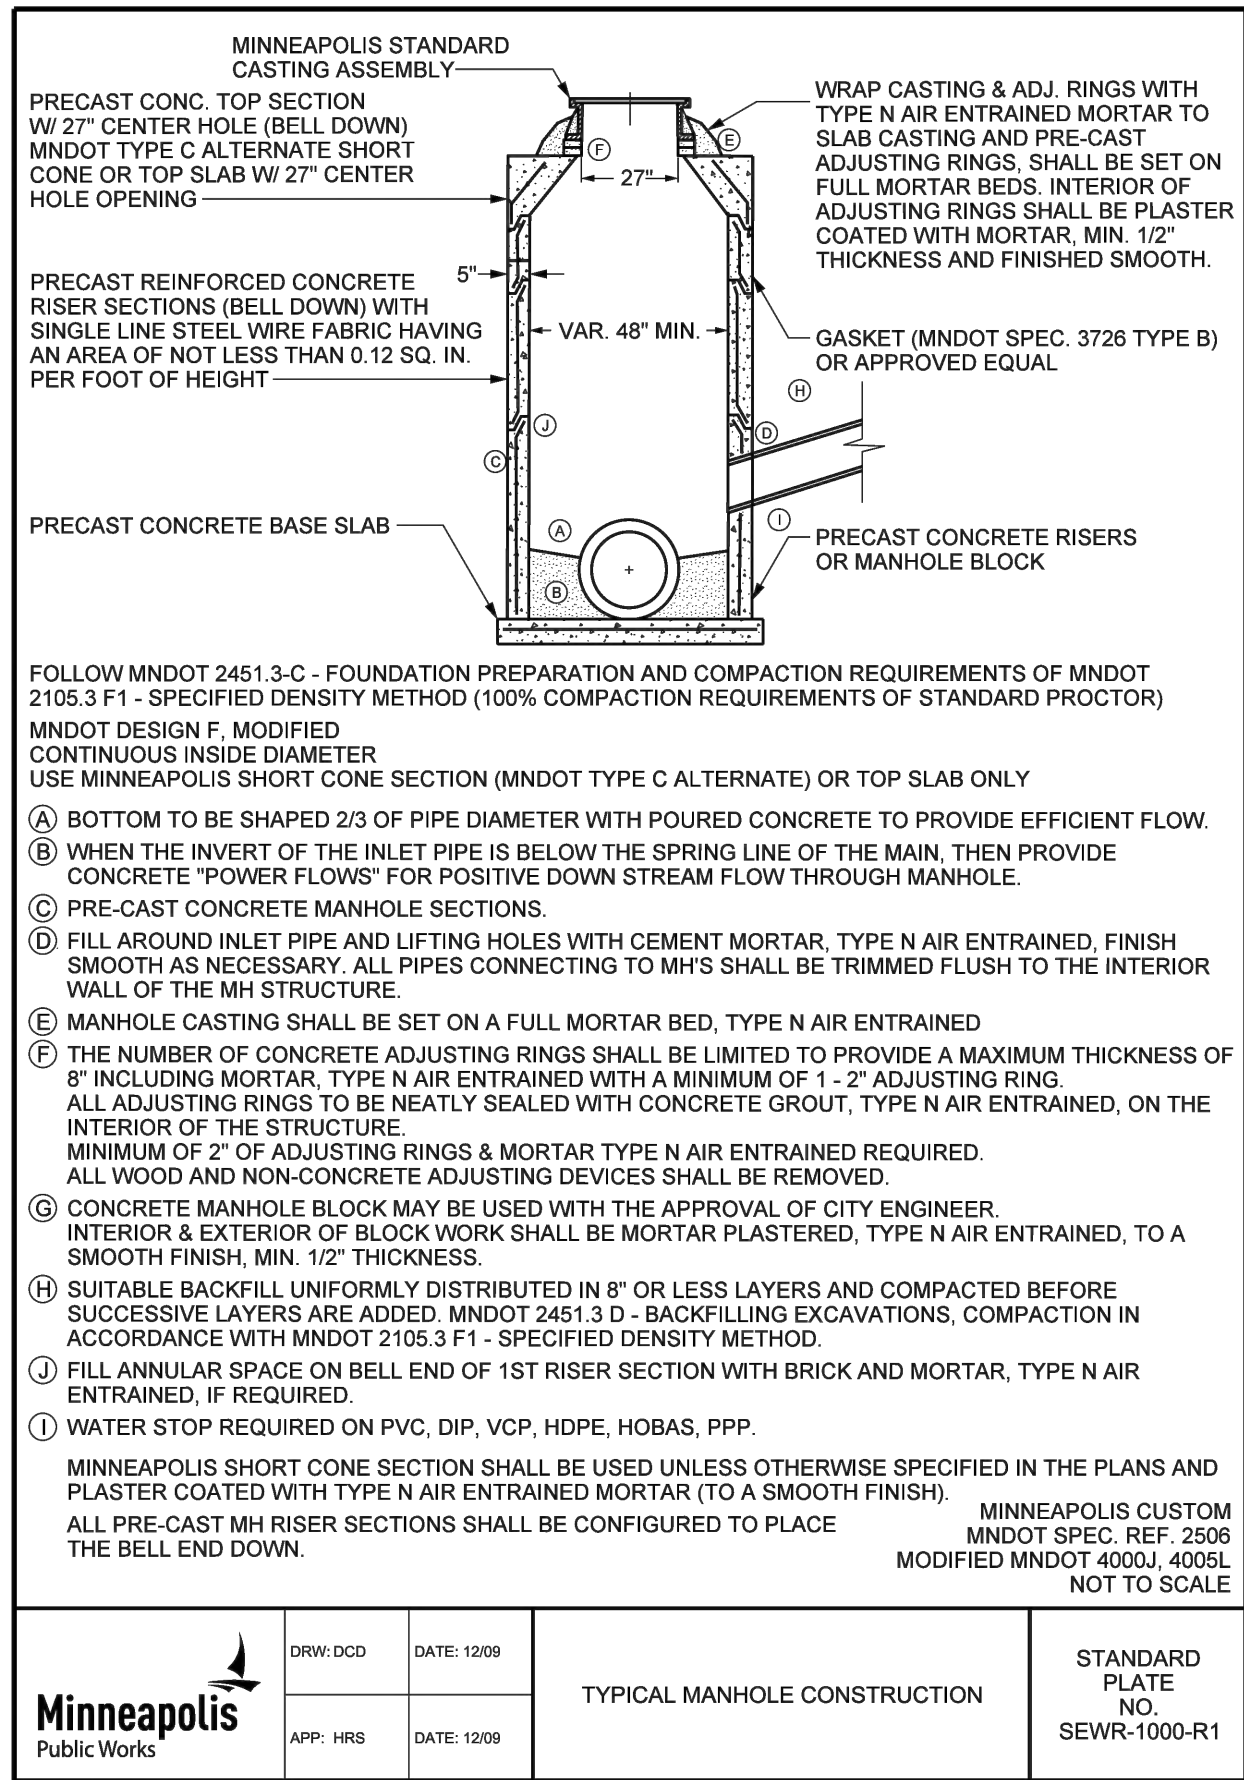 MINNEAPOLIS STANDARD
CASTING ASSEMBLY
PRECAST CONC. TOP SECTION
W/ 27" CENTER HOLE (BELL DOWN)
MNDOT TYPE C ALTERNATE SHORT
CONE OR TOP SLAB W/ 27" CENTER
HOLE OPENING
WRAP CASTING & ADJ. RINGS WITH
TYPE N AIR ENTRAINED MORTAR TO
SLAB CASTING AND PRE-CAST
ADJUSTING RINGS, SHALL BE SET ON
FULL MORTAR BEDS. INTERIOR OF
ADJUSTING RINGS SHALL BE PLASTER
COATED WITH MORTAR, MIN. 1/2"
THICKNESS AND FINISHED SMOOTH.
E
F
27"
5"
PRECAST REINFORCED CONCRETE
RISER SECTIONS (BELL DOWN) WITH
SINGLE LINE STEEL WIRE FABRIC HAVING
AN AREA OF NOT LESS THAN 0.12 SQ. IN.
PER FOOT OF HEIGHT
VAR. 48" MIN.
GASKET (MNDOT SPEC. 3726 TYPE B)
OR APPROVED EQUAL
H
J
D
C
I
A
B
PRECAST CONCRETE BASE SLAB
PRECAST CONCRETE RISERS
OR MANHOLE BLOCK
FOLLOW MNDOT 2451.3-C - FOUNDATION PREPARATION AND COMPACTION REQUIREMENTS OF MNDOT
2105.3 F1 - SPECIFIED DENSITY METHOD (100% COMPACTION REQUIREMENTS OF STANDARD PROCTOR)
MNDOT DESIGN F, MODIFIED
CONTINUOUS INSIDE DIAMETER
USE MINNEAPOLIS SHORT CONE SECTION (MNDOT TYPE C ALTERNATE) OR TOP SLAB ONLY
A BOTTOM TO BE SHAPED 2/3 OF PIPE DIAMETER WITH POURED CONCRETE TO PROVIDE EFFICIENT FLOW.
B WHEN THE INVERT OF THE INLET PIPE IS BELOW THE SPRING LINE OF THE MAIN, THEN PROVIDE
CONCRETE "POWER FLOWS" FOR POSITIVE DOWN STREAM FLOW THROUGH MANHOLE.
C PRE-CAST CONCRETE MANHOLE SECTIONS.
D FILL AROUND INLET PIPE AND LIFTING HOLES WITH CEMENT MORTAR, TYPE N AIR ENTRAINED, FINISH
SMOOTH AS NECESSARY. ALL PIPES CONNECTING TO MH'S SHALL BE TRIMMED FLUSH TO THE INTERIOR
WALL OF THE MH STRUCTURE.
E MANHOLE CASTING SHALL BE SET ON A FULL MORTAR BED, TYPE N AIR ENTRAINED
F THE NUMBER OF CONCRETE ADJUSTING RINGS SHALL BE LIMITED TO PROVIDE A MAXIMUM THICKNESS OF
8" INCLUDING MORTAR, TYPE N AIR ENTRAINED WITH A MINIMUM OF 1 - 2" ADJUSTING RING.
ALL ADJUSTING RINGS TO BE NEATLY SEALED WITH CONCRETE GROUT, TYPE N AIR ENTRAINED, ON THE
INTERIOR OF THE STRUCTURE.
MINIMUM OF 2" OF ADJUSTING RINGS & MORTAR TYPE N AIR ENTRAINED REQUIRED.
ALL WOOD AND NON-CONCRETE ADJUSTING DEVICES SHALL BE REMOVED.
G CONCRETE MANHOLE BLOCK MAY BE USED WITH THE APPROVAL OF CITY ENGINEER.
INTERIOR & EXTERIOR OF BLOCK WORK SHALL BE MORTAR PLASTERED, TYPE N AIR ENTRAINED, TO A
SMOOTH FINISH, MIN. 1/2" THICKNESS.
H SUITABLE BACKFILL UNIFORMLY DISTRIBUTED IN 8" OR LESS LAYERS AND COMPACTED BEFORE
SUCCESSIVE LAYERS ARE ADDED. MNDOT 2451.3 D - BACKFILLING EXCAVATIONS, COMPACTION IN
ACCORDANCE WITH MNDOT 2105.3 F1 - SPECIFIED DENSITY METHOD.
J FILL ANNULAR SPACE ON BELL END OF 1ST RISER SECTION WITH BRICK AND MORTAR, TYPE N AIR
ENTRAINED, IF REQUIRED.
I WATER STOP REQUIRED ON PVC, DIP, VCP, HDPE, HOBAS, PPP.
MINNEAPOLIS SHORT CONE SECTION SHALL BE USED UNLESS OTHERWISE SPECIFIED IN THE PLANS AND
PLASTER COATED WITH TYPE N AIR ENTRAINED MORTAR (TO A SMOOTH FINISH).
ALL PRE-CAST MH RISER SECTIONS SHALL BE CONFIGURED TO PLACE
THE BELL END DOWN.
MINNEAPOLIS CUSTOM
MNDOT SPEC. REF. 2506
MODIFIED MNDOT 4000J, 4005L
NOT TO SCALE
Minneapolis
Public Works
DRW: DCD
DATE: 12/09
APP: HRS
DATE: 12/09
TYPICAL MANHOLE CONSTRUCTION
STANDARD
PLATE
NO.
SEWR-1000-R1